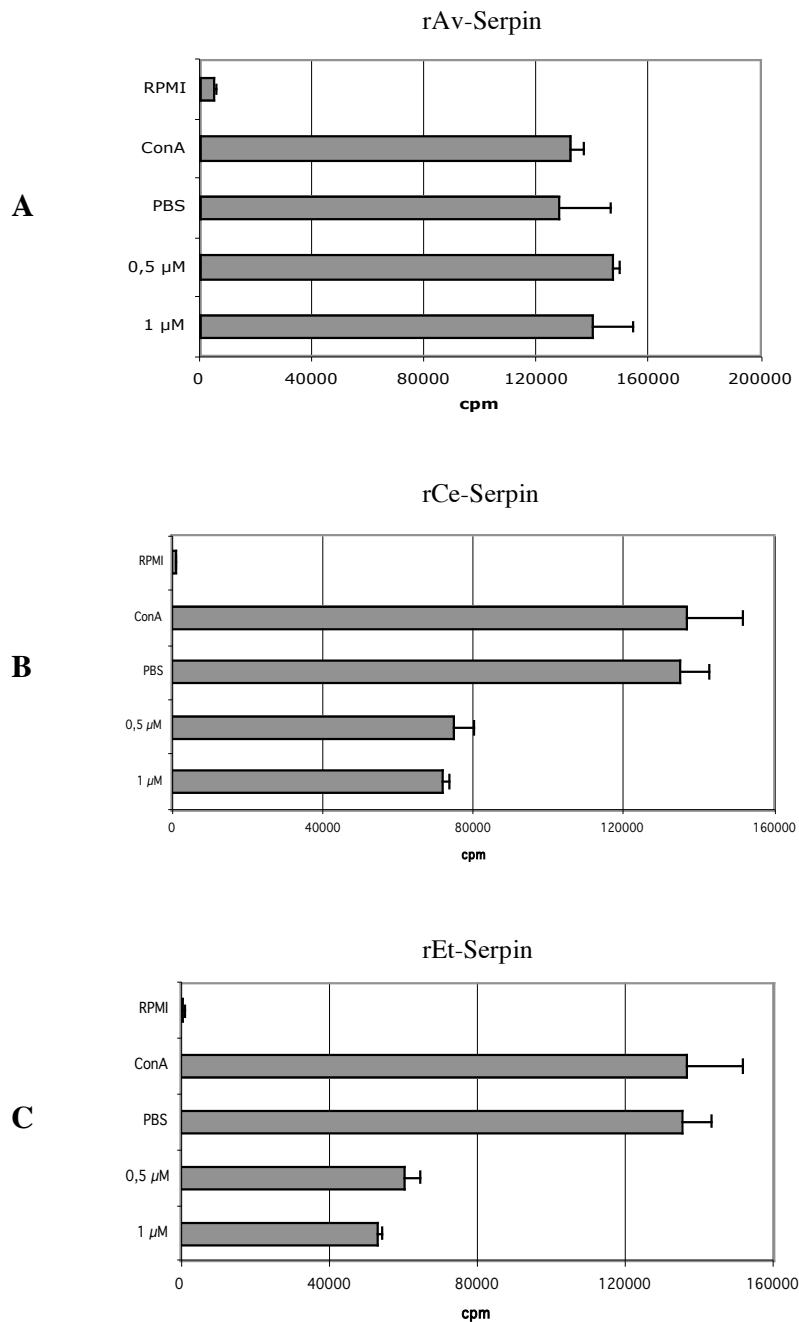 rAv-Serpin
A
RPMI
ConA
PBS
0,5 µM
1 µM
0 40000 80000 120000 160000 200000
cpm
rCe-Serpin
B
RPMI
ConA
PBS
0,5 µM
1 µM
0 40000 80000 120000 160000
cpm
rEt-Serpin
C
RPMI
ConA
PBS
0,5 µM
1 µM
0 40000 80000 120000 160000
cpm